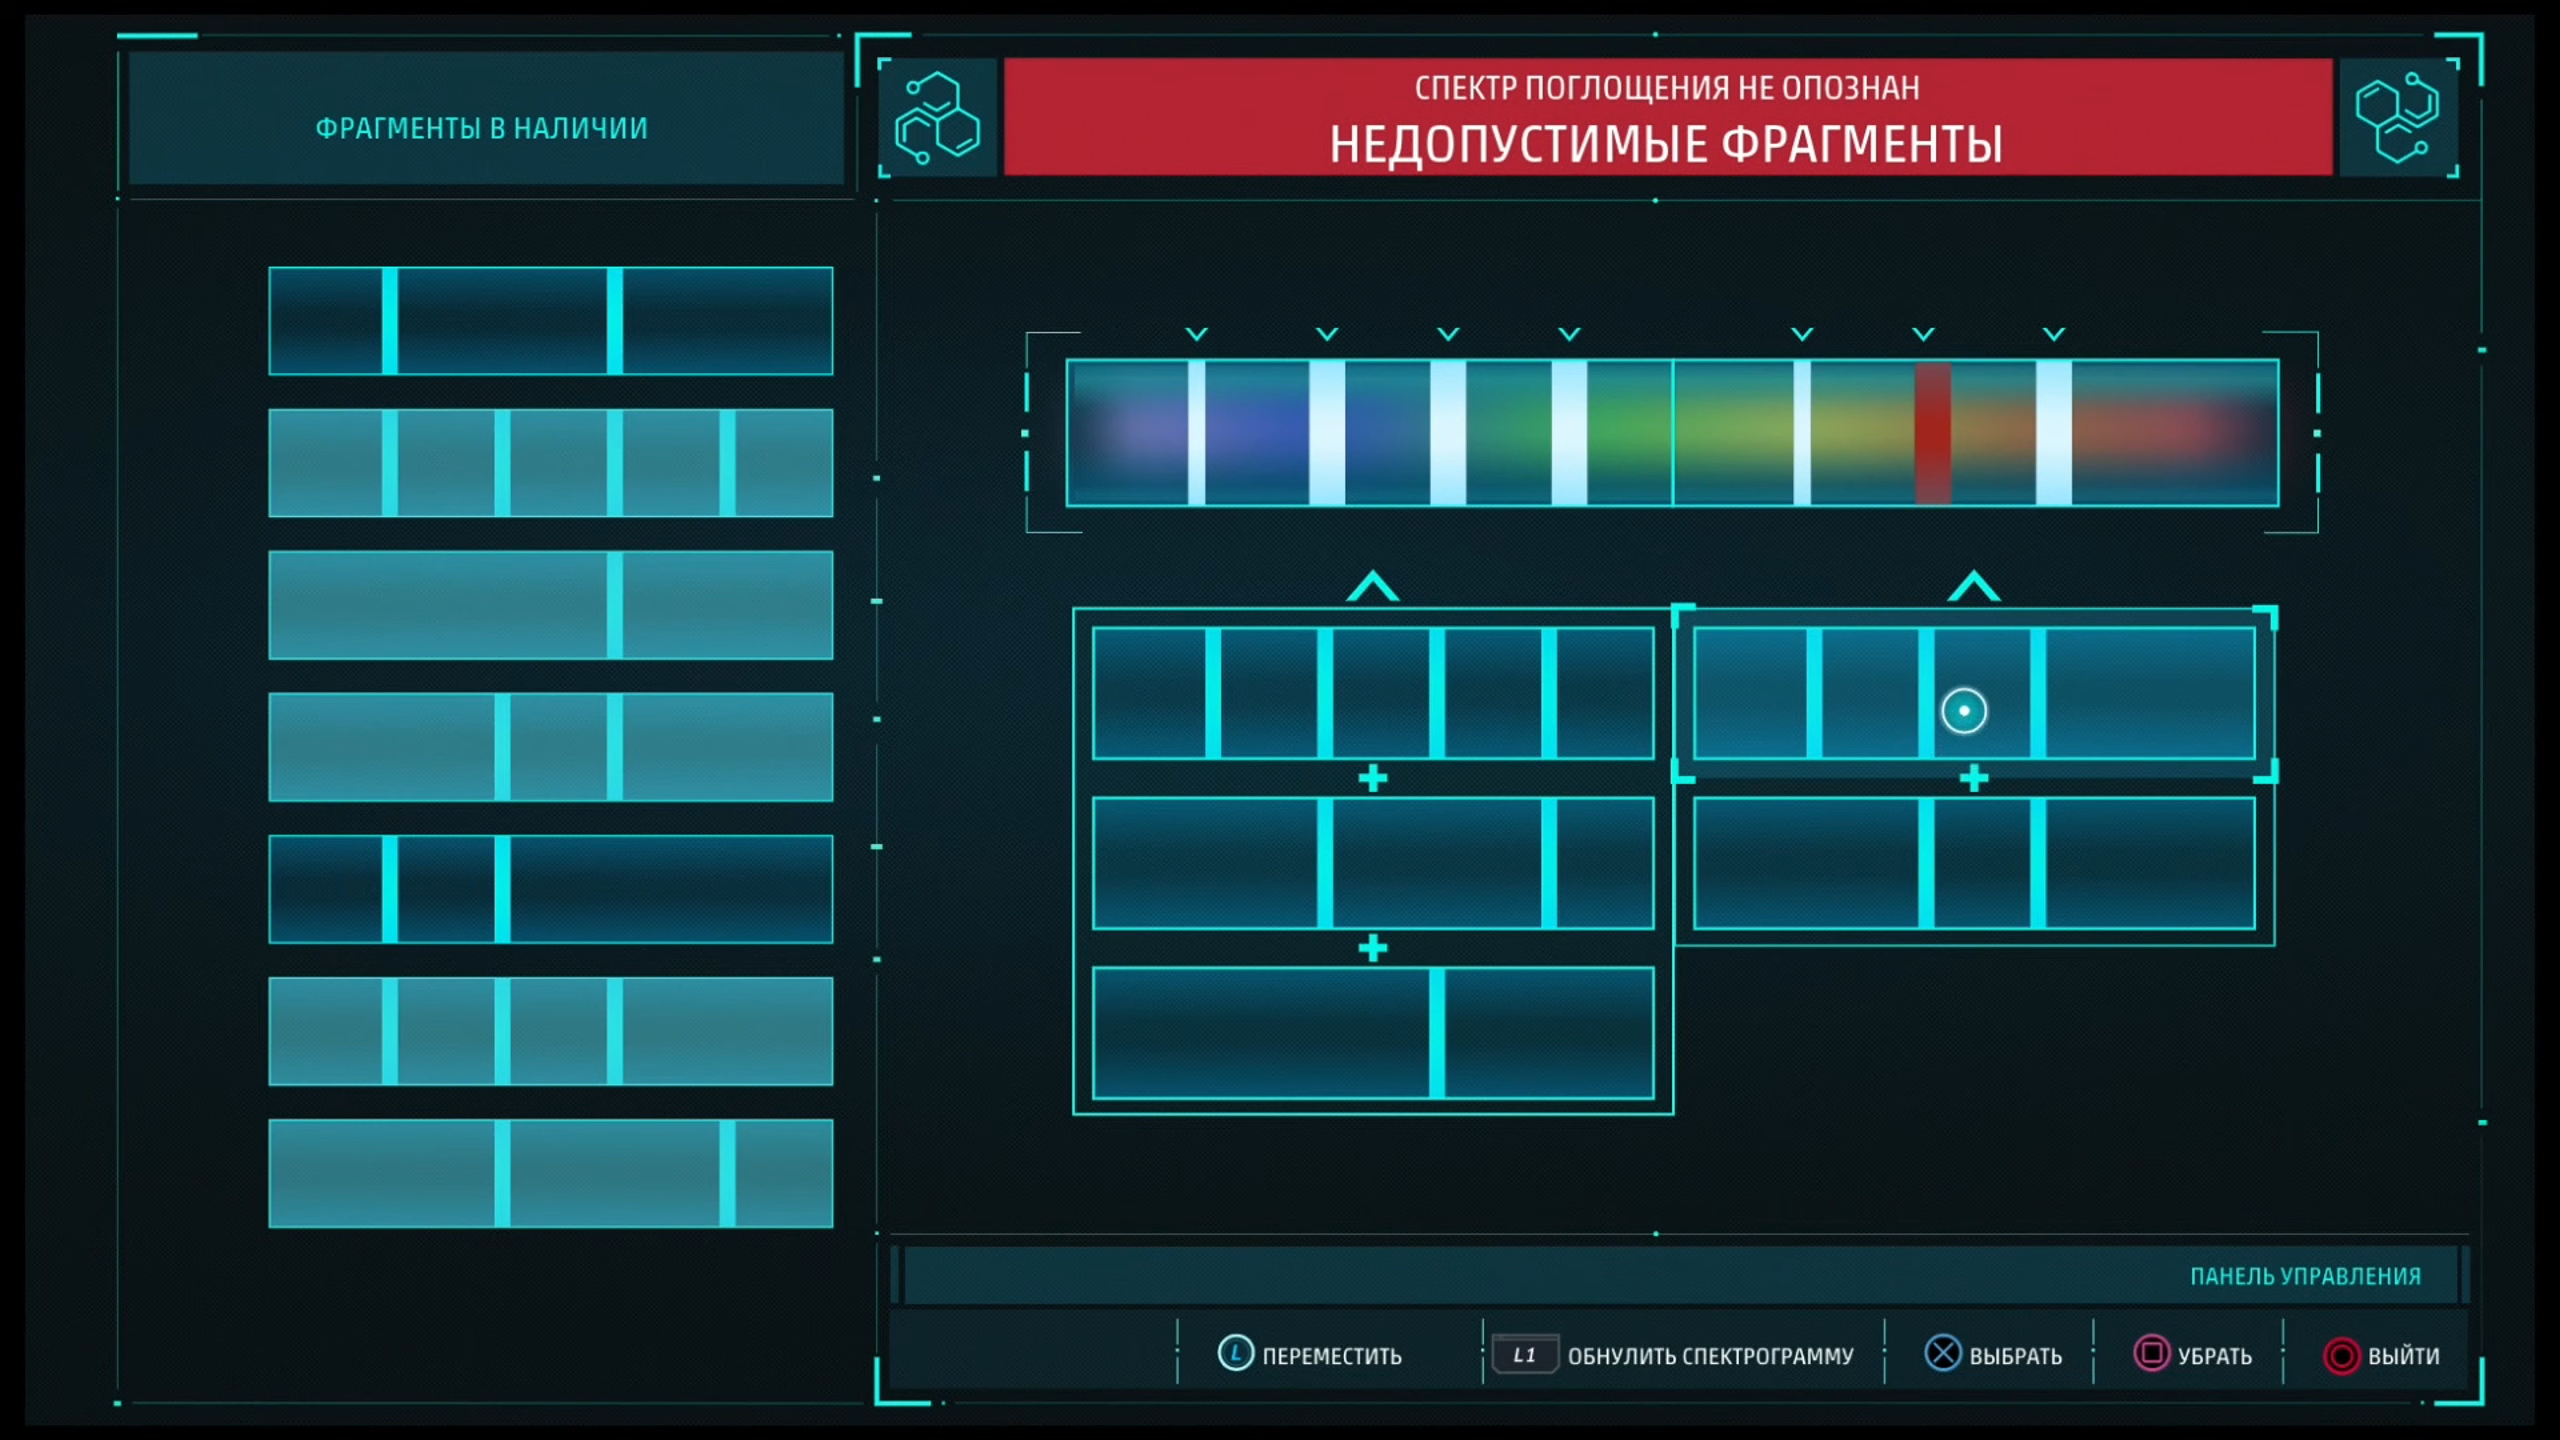 ФРАГМЕНТЫ В НАЛИЧИИ
СПЕКТР ПОГЛОЩЕНИЯ НЕ ОПОЗНАН
НЕДОПУСТИМЫЕ ФРАГМЕНТЫ
ПАНЕЛЬ УПРАВЛЕНИЯ
L ПЕРЕМЕСТИТЬ L1 ОБНУЛИТЬ СПЕКТРОГРАММУ ВЫБРАТЬ УБРАТЬ ВЫЙТИ